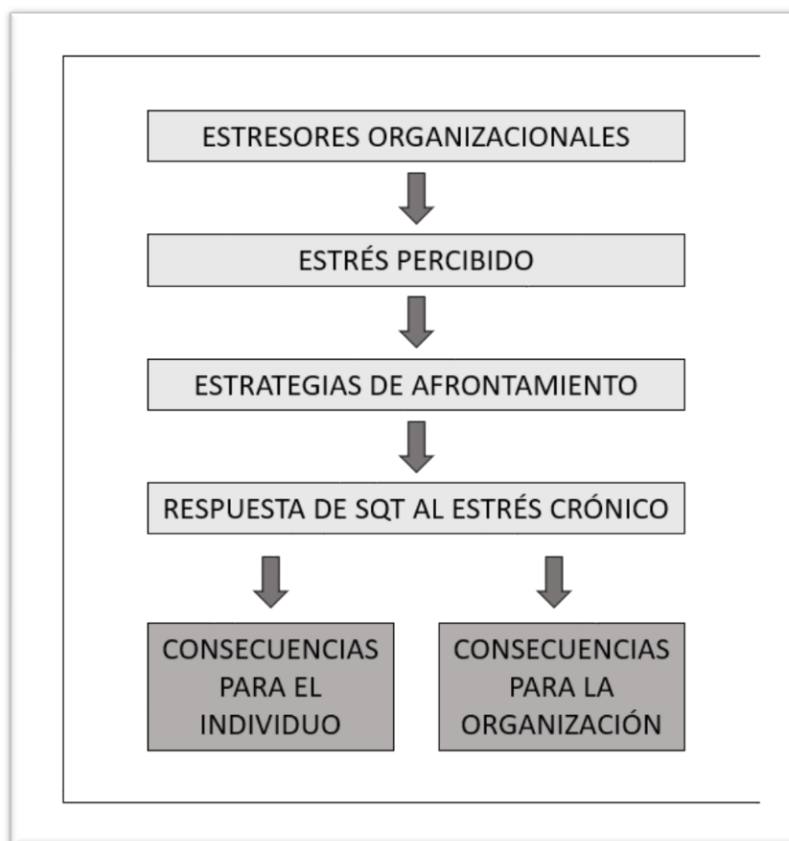 ESTRESORES ORGANIZACIONALES
ESTRÉS PERCIBIDO
ESTRATEGIAS DE AFRONTAMIENTO
RESPUESTA DE SQT AL ESTRÉS CRÓNICO
CONSECUENCIAS
PARA EL
INDIVIDUO
CONSECUENCIAS
PARA LA
ORGANIZACIÓN